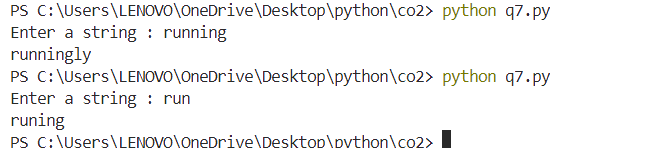 PS C:\Users\LENOVO\OneDrive\Desktop\python\co2> python q7.py
Enter a string : running
runningly
PS C:\Users\LENOVO\OneDrive\Desktop\python\co2> python q7.py
Enter a string : run
runing
PS C:\Users\LENOVO\OneDrive\Desktop\python\co2>